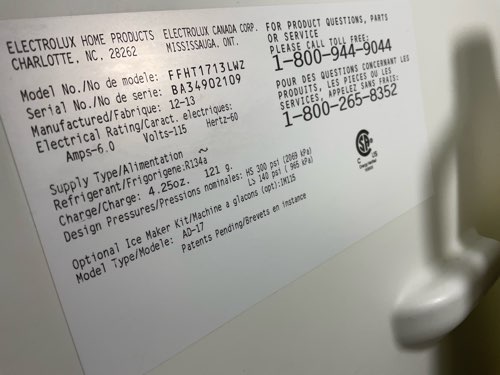 ELECTROLUX HOME PRODUCTS
CHARLOTTE, NC, 28262
ELECTROLUX CANADA CORP.
MISSISSAUGA, ONT.
FOR PRODUCT QUESTIONS, PARTS
OR SERVICE
PLEASE CALL TOLL FREE:
1-800-944-9044
POUR DES QUESTIONS CONCERNANT LES
PRODUITS, LES PIECES OU LES
SERVICES, APPELEZ SANS FRAIS:
1-800-265-8352
Model No./No de modele: FFHT1713LWZ
Serial No./No de serie: BA34902109
Manufactured/Fabrique: 12-13
Electrical Rating/Caract. electriques:
Amps-6.0 Volts-115 Hertz-60
Supply Type/Alimentation ~
Refrigerant/Frigorigene:R134a
Charge/Charge: 4.25oz. 121 g.
Design Pressures/Pressions nominales: HS 300 psi (2069 kPa)
LS 140 psi ( 965 kPa)
Optional Ice Maker Kit/Machine a glacons (opt):IM115
Model Type/Modele: AD-17
Patents Pending/Brevets en instance